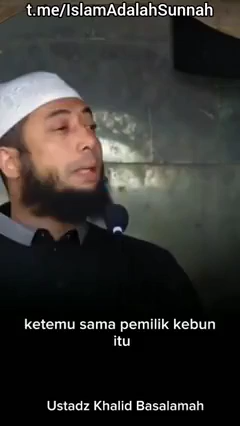 t.me/IslamAdalahSunnah
ketemu sama pemilik kebun
itu
Ustadz Khalid Basalamah